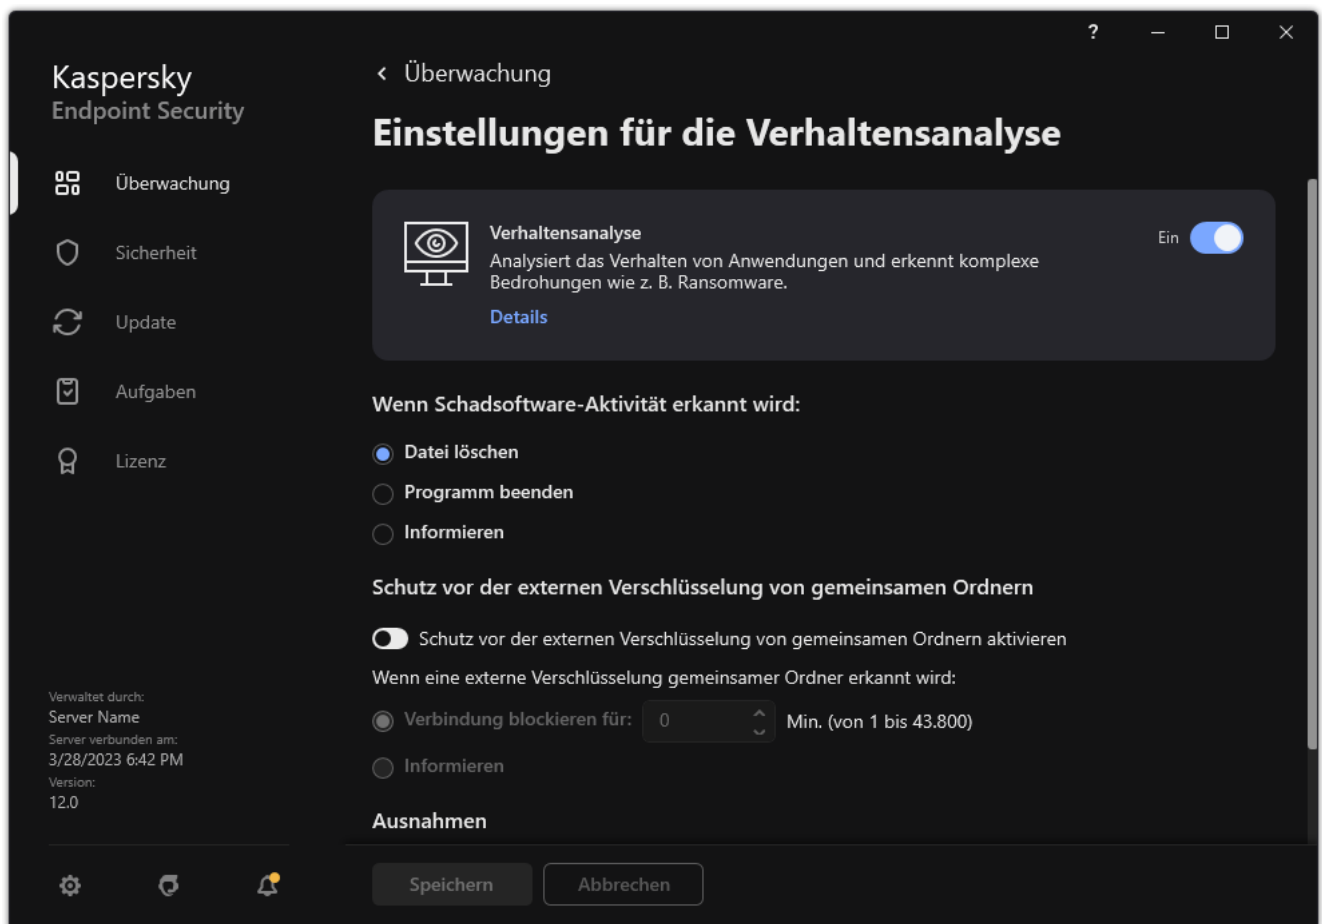 ?
Kaspersky
Endpoint Security
Überwachung
Sicherheit
Update
Aufgaben
Lizenz
Verwaltet durch:
Server Name
Server verbunden am:
3/28/2023 6:42 PM
Version:
12.0
Überwachung
Einstellungen für die Verhaltensanalyse
Verhaltensanalyse
Analysiert das Verhalten von Anwendungen und erkennt komplexe
Bedrohungen wie z. B. Ransomware.
Details
Ein
Wenn Schadsoftware-Aktivität erkannt wird:
Datei löschen
Programm beenden
Informieren
Schutz vor der externen Verschlüsselung von gemeinsamen Ordnern
Schutz vor der externen Verschlüsselung von gemeinsamen Ordnern aktivieren
Wenn eine externe Verschlüsselung gemeinsamer Ordner erkannt wird:
Verbindung blockieren für: 0 Min. (von 1 bis 43.800)
Informieren
Ausnahmen
Speichern Abbrechen